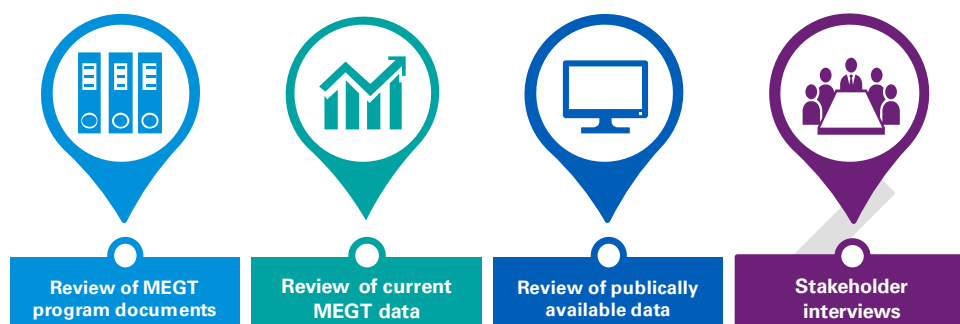 Review of MEGT
program documents
Review of current
MEGT data
Review of publically
available data
Stakeholder
interviews